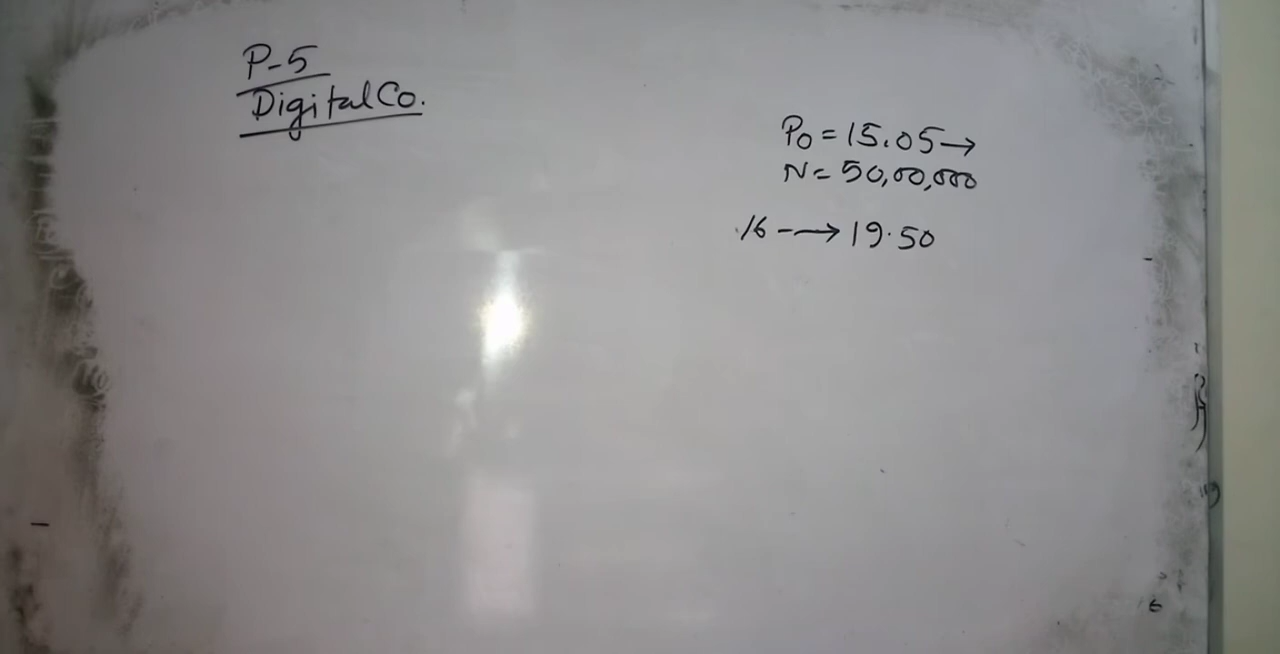 P-5
Digital Co.
P0 = 15.05 →
N = 50,00,000
16 -→ 19.50